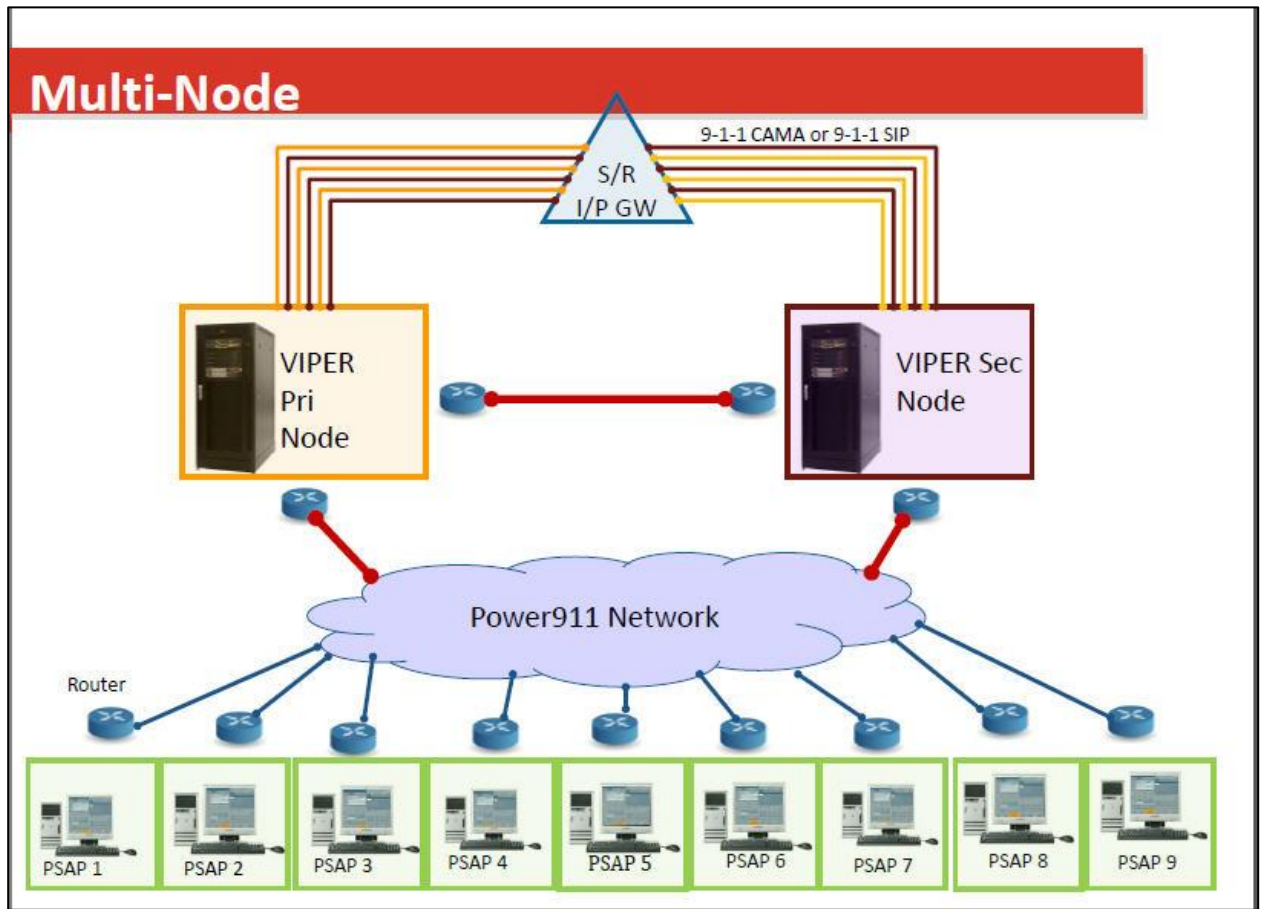 Multi-Node
9-1-1 CAMA or 9-1-1 SIP
S/R
I/P GW
VIPER
Pri
Node
VIPER Sec
Node
Power911 Network
Router
PSAP 1
PSAP 2
PSAP 3
PSAP 4
PSAP 5
PSAP 6
PSAP 7
PSAP 8
PSAP 9